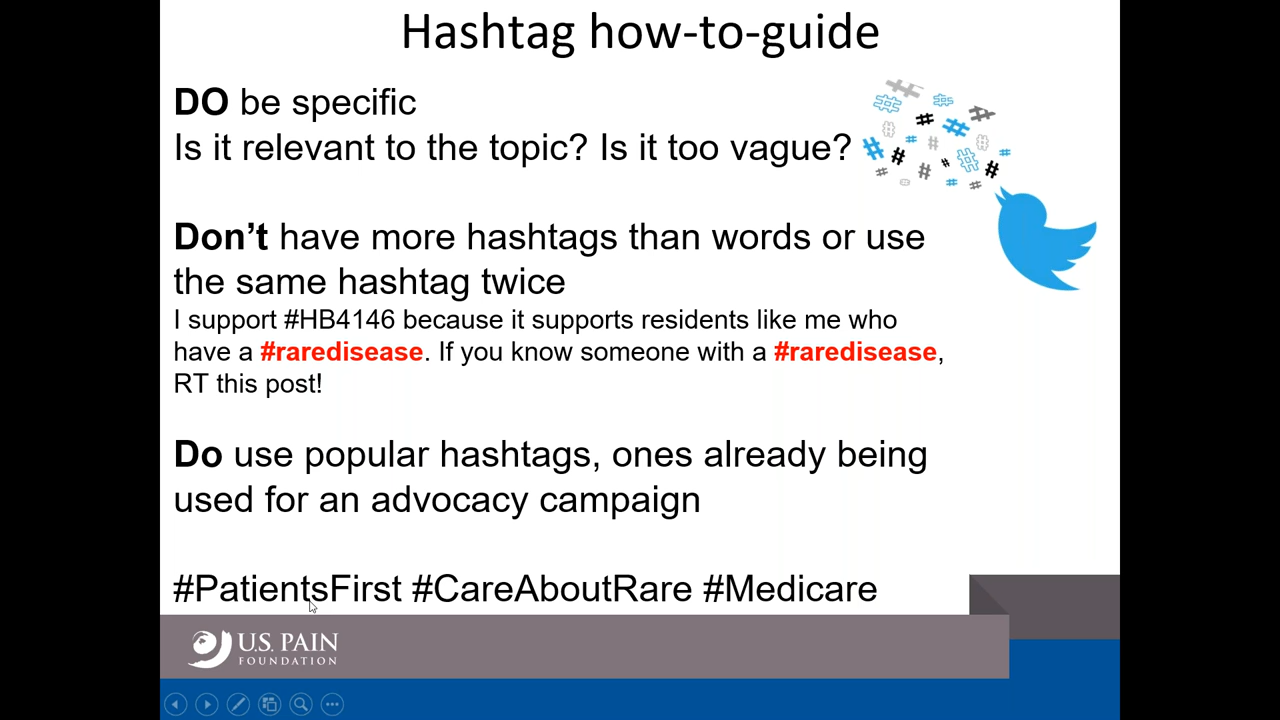 Hashtag how-to-guide
DO be specific
Is it relevant to the topic? Is it too vague?
Don’t have more hashtags than words or use
the same hashtag twice
I support #HB4146 because it supports residents like me who
have a #raredisease. If you know someone with a #raredisease,
RT this post!
Do use popular hashtags, ones already being
used for an advocacy campaign
#PatientsFirst #CareAboutRare #Medicare
U.S. PAIN
FOUNDATION